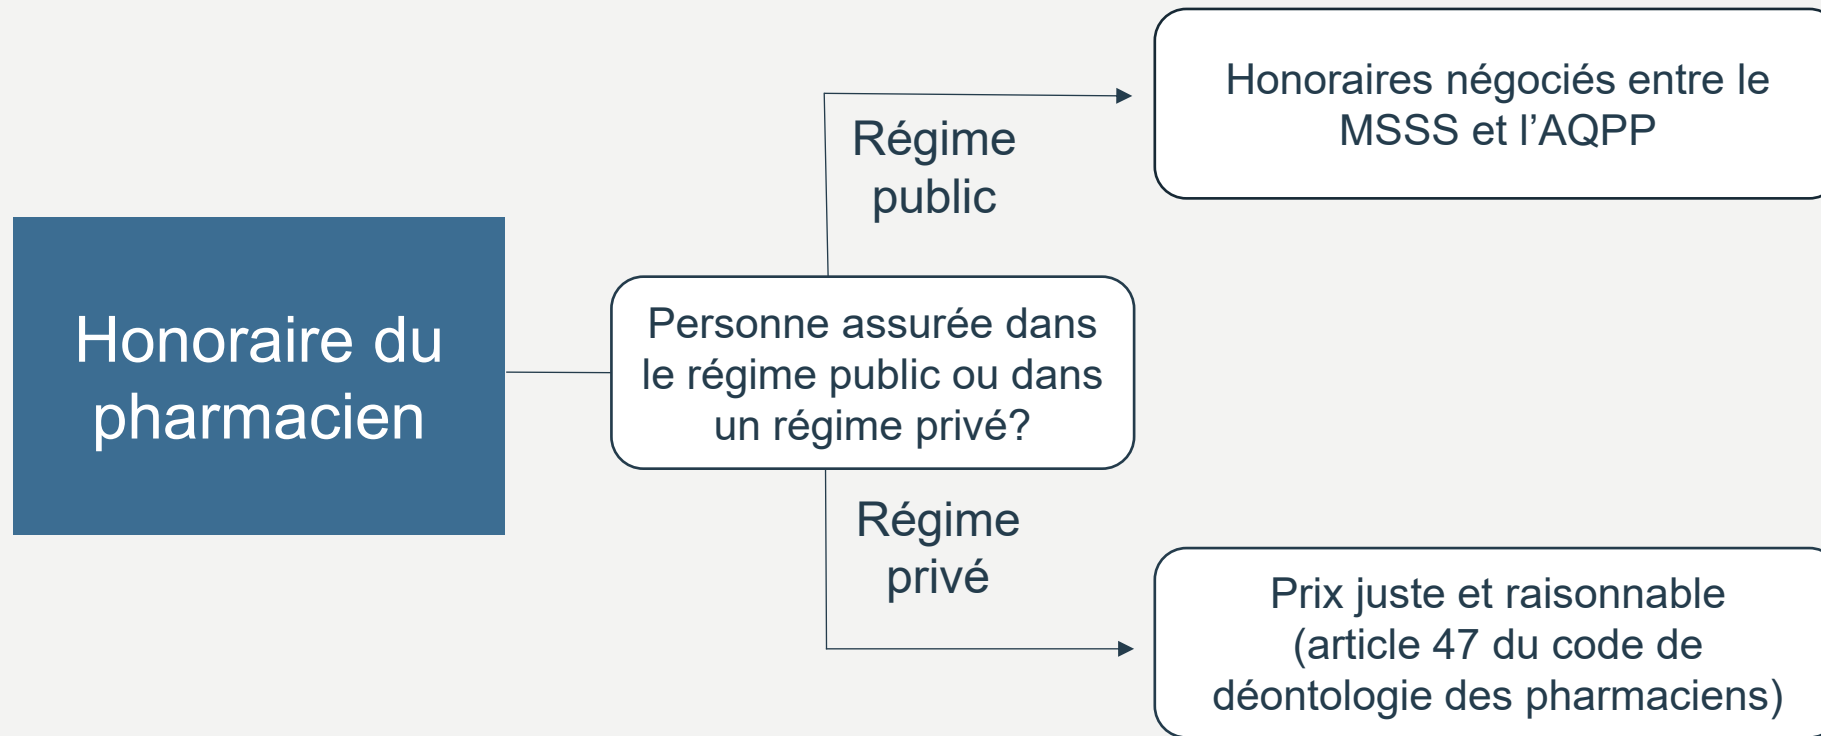 Honoraires négociés entre le
MSSS et l’AQPP
Régime
public
Honoraire du
pharmacien
Personne assurée dans
le régime public ou dans
un régime privé?
Régime
privé
Prix juste et raisonnable
(article 47 du code de
déontologie des pharmaciens)